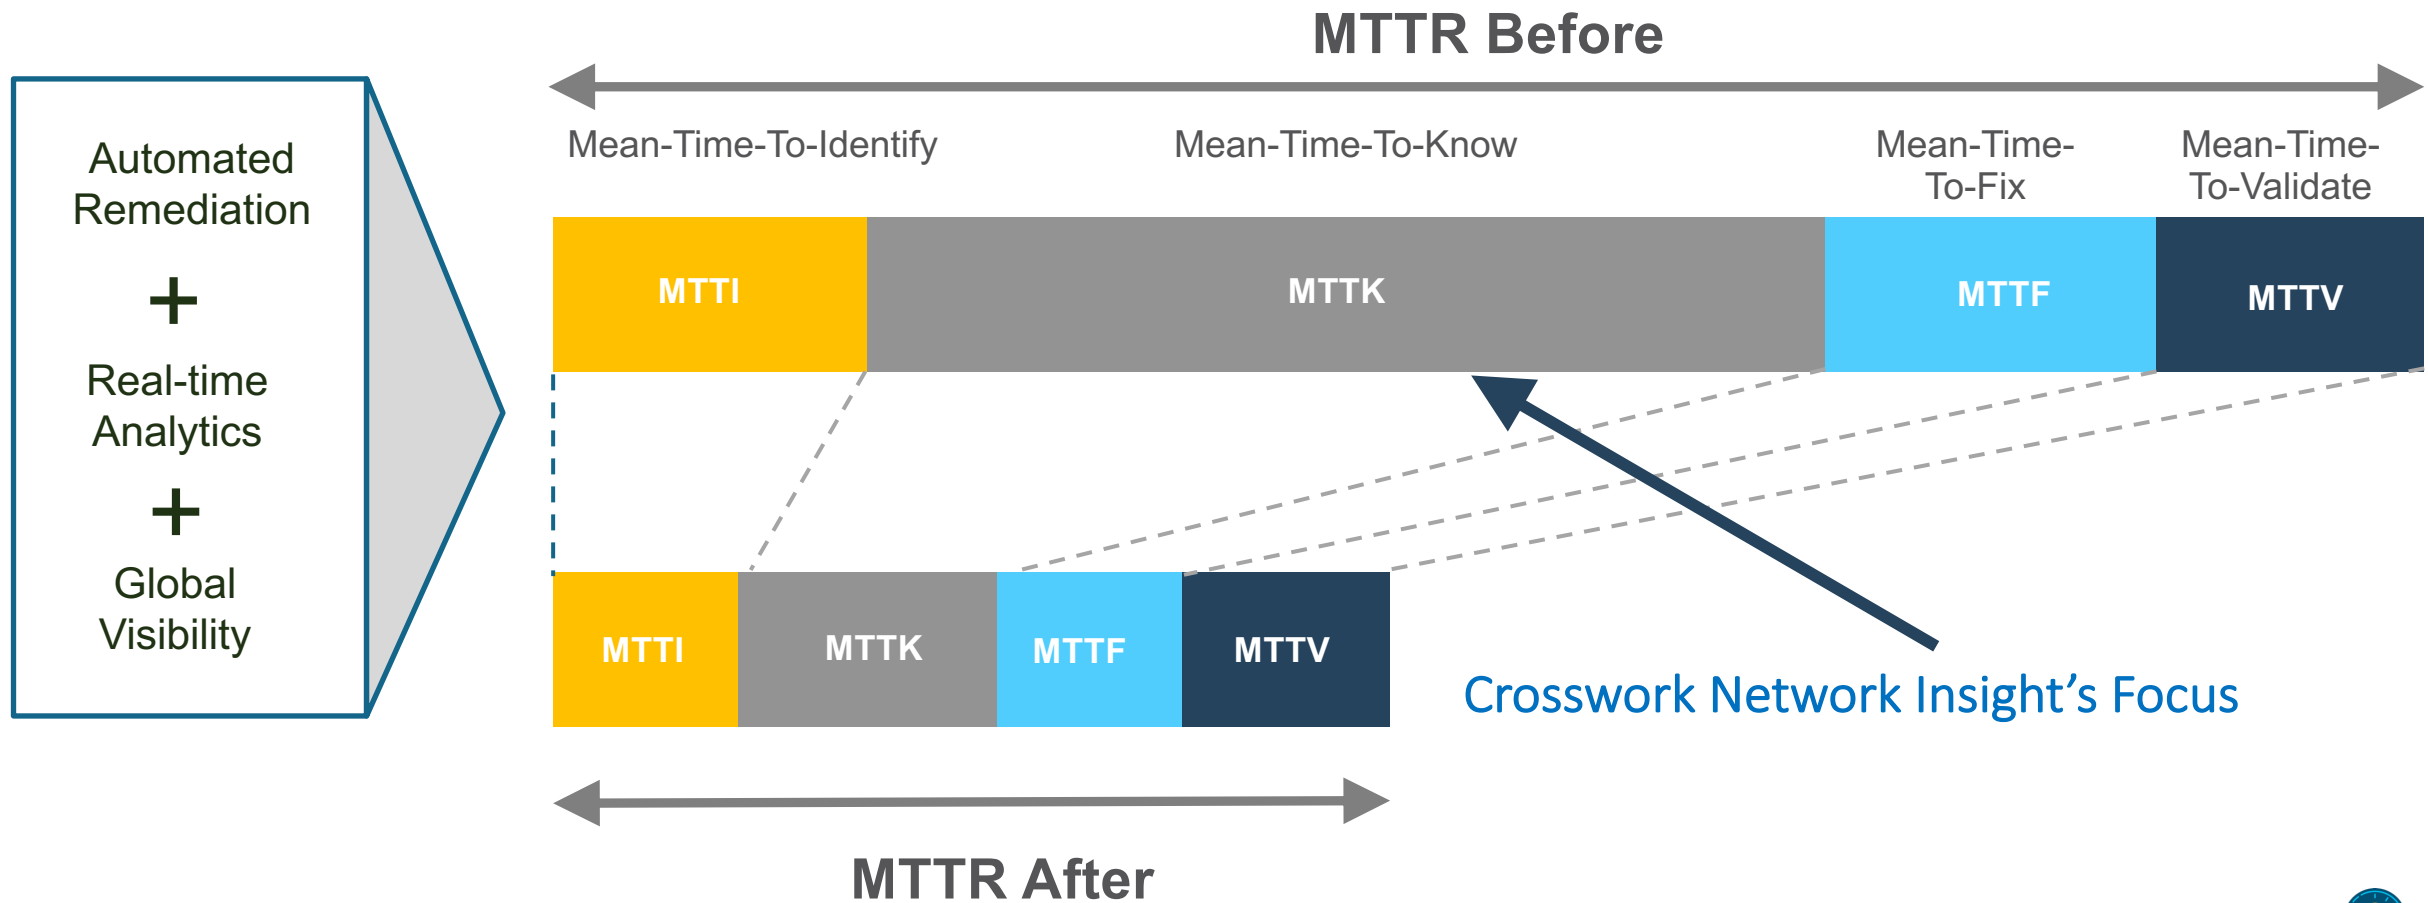 MTTR Before
Automated
Remediation
+
Real-time
Analytics
+
Global
Visibility
Mean-Time-To-Identify
Mean-Time-To-Know
Mean-Time-
To-Fix
Mean-Time-
To-Validate
MTTI
MTTK
MTTF
MTTV
MTTI
MTTK
MTTF
MTTV
Crosswork Network Insight’s Focus
MTTR After